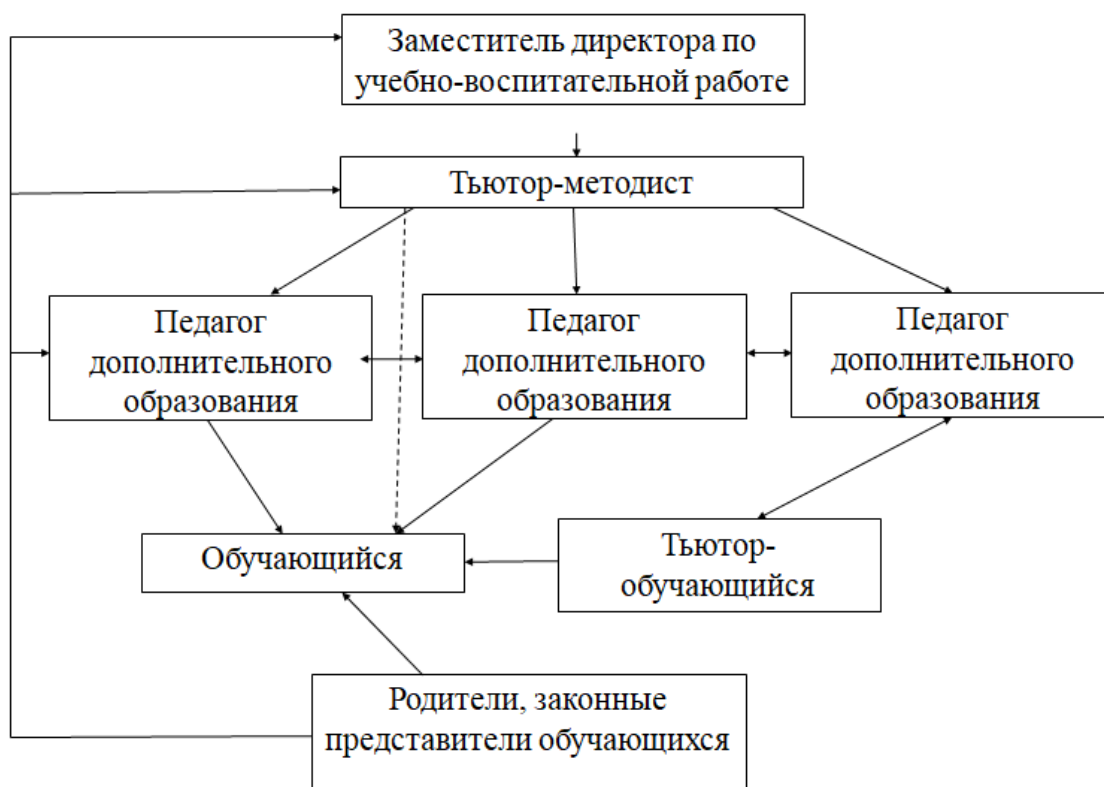 Заместитель директора по
учебно-воспитательной работе
Тьютор-методист
Педагог
дополнительного
образования
Педагог
дополнительного
образования
Педагог
дополнительного
образования
Обучающийся
Тьютор-
обучающийся
Родители, законные
представители обучающихся